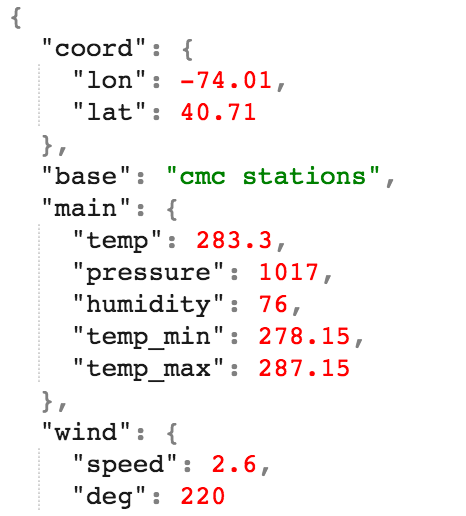 {
  "coord": {
    "lon": -74.01,
    "lat": 40.71
  },
  "base": "cmc stations",
  "main": {
    "temp": 283.3,
    "pressure": 1017,
    "humidity": 76,
    "temp_min": 278.15,
    "temp_max": 287.15
  },
  "wind": {
    "speed": 2.6,
    "deg": 220